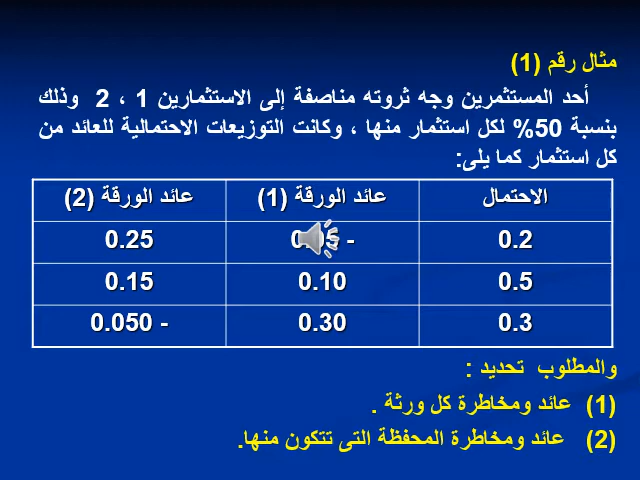 مثال رقم (1)
أحد المستثمرين وجه ثروته مناصفة إلى الاستثمارين 1 ، 2 وذلك
بنسبة 50% لكل استثمار منها ، وكانت التوزيعات الاحتمالية للعائد من
كل استثمار كما يلى:
الاحتمال عائد الورقة (1) عائد الورقة (2)
0.2 0.25
0.5 0.10 0.15
0.3 0.30 - 0.050
والمطلوب تحديد :
(1) عائد ومخاطرة كل ورثة .
(2) عائد ومخاطرة المحفظة التى تتكون منها.